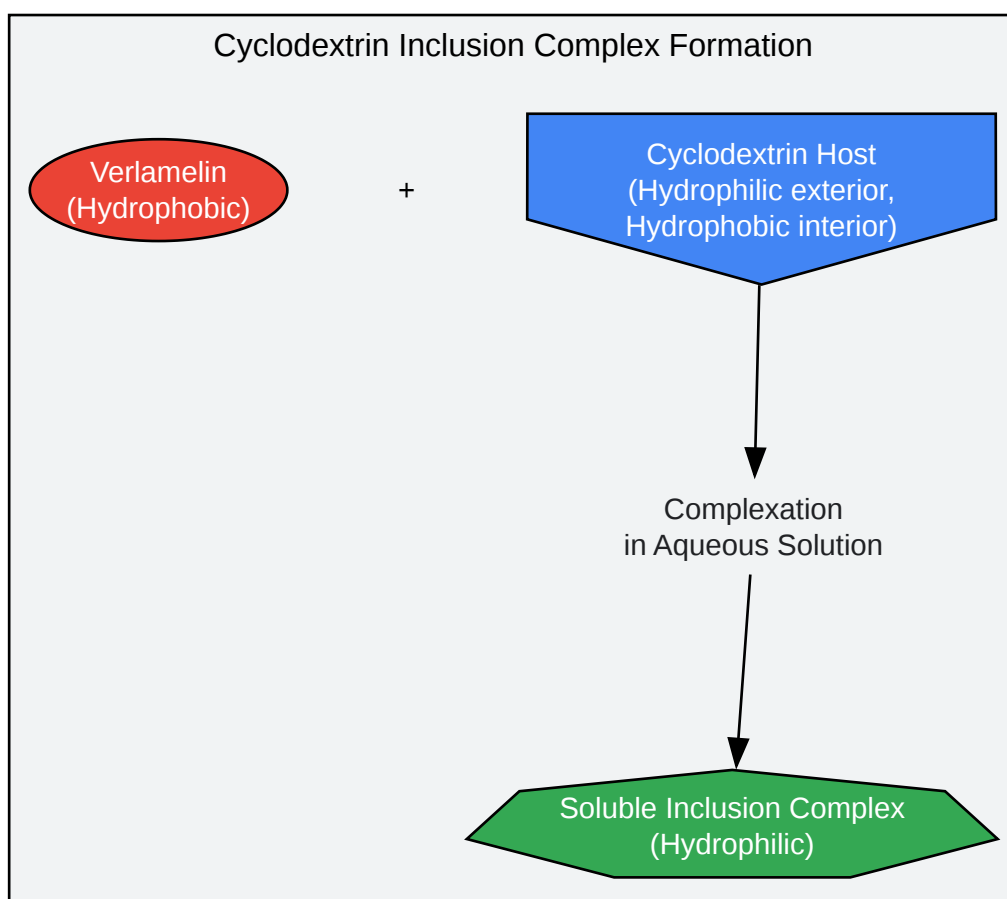 Cyclodextrin Inclusion Complex Formation
Verlamelin
(Hydrophobic)
+
Cyclodextrin Host
(Hydrophilic exterior,
Hydrophobic interior)
Complexation
in Aqueous Solution
Soluble Inclusion Complex
(Hydrophilic)